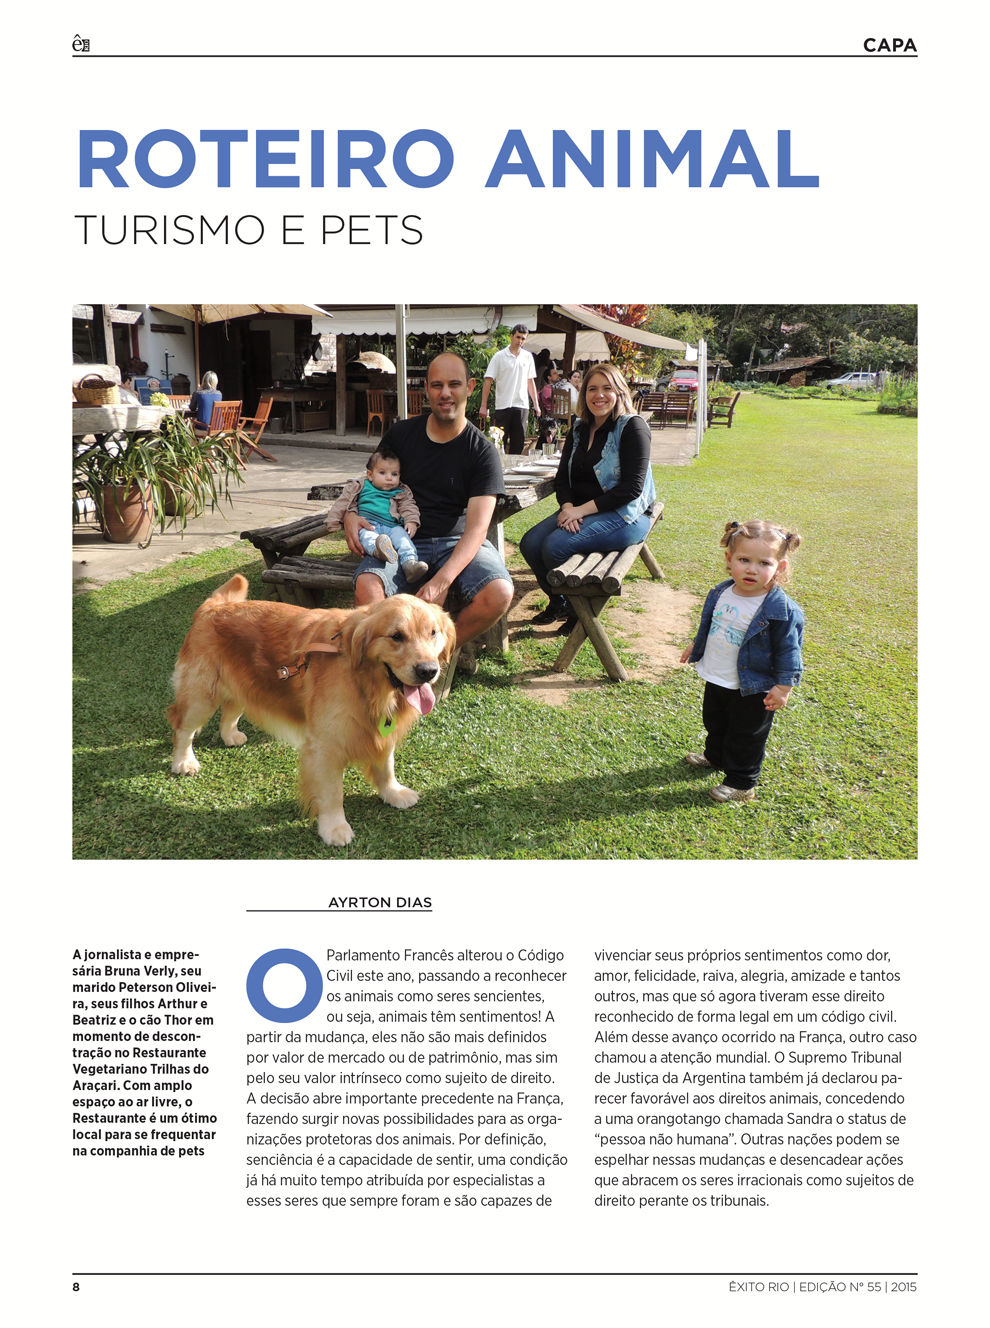 ê
CAPA
ROTEIRO ANIMAL
TURISMO E PETS
AYRTON DIAS
A jornalista e empre-
sária Bruna Verly, seu
marido Peterson Olivei-
ra, seus filhos Arthur e
Beatriz e o cão Thor em
momento de descon-
tração no Restaurante
Vegetariano Trilhas do
Araçari. Com amplo
espaço ao ar livre, o
Restaurante é um ótimo
local para se frequentar
na companhia de pets
O Parlamento Francês alterou o Código
Civil este ano, passando a reconhecer
os animais como seres sencientes,
ou seja, animais têm sentimentos! A
partir da mudança, eles não são mais definidos
por valor de mercado ou de patrimônio, mas sim
pelo seu valor intrínseco como sujeito de direito.
A decisão abre importante precedente na França,
fazendo surgir novas possibilidades para as orga-
nizações protetoras dos animais. Por definição,
senciência é a capacidade de sentir, uma condição
já há muito tempo atribuída por especialistas a
esses seres que sempre foram e são capazes de
vivenciar seus próprios sentimentos como dor,
amor, felicidade, raiva, alegria, amizade e tantos
outros, mas que só agora tiveram esse direito
reconhecido de forma legal em um código civil.
Além desse avanço ocorrido na França, outro caso
chamou a atenção mundial. O Supremo Tribunal
de Justiça da Argentina também já declarou pa-
recer favorável aos direitos animais, concedendo
a uma orangotango chamada Sandra o status de
“pessoa não humana”. Outras nações podem se
espelhar nessas mudanças e desencadear ações
que abracem os seres irracionais como sujeitos de
direito perante os tribunais.
8
ÊXITO RIO | EDIÇÃO Nº 55 | 2015